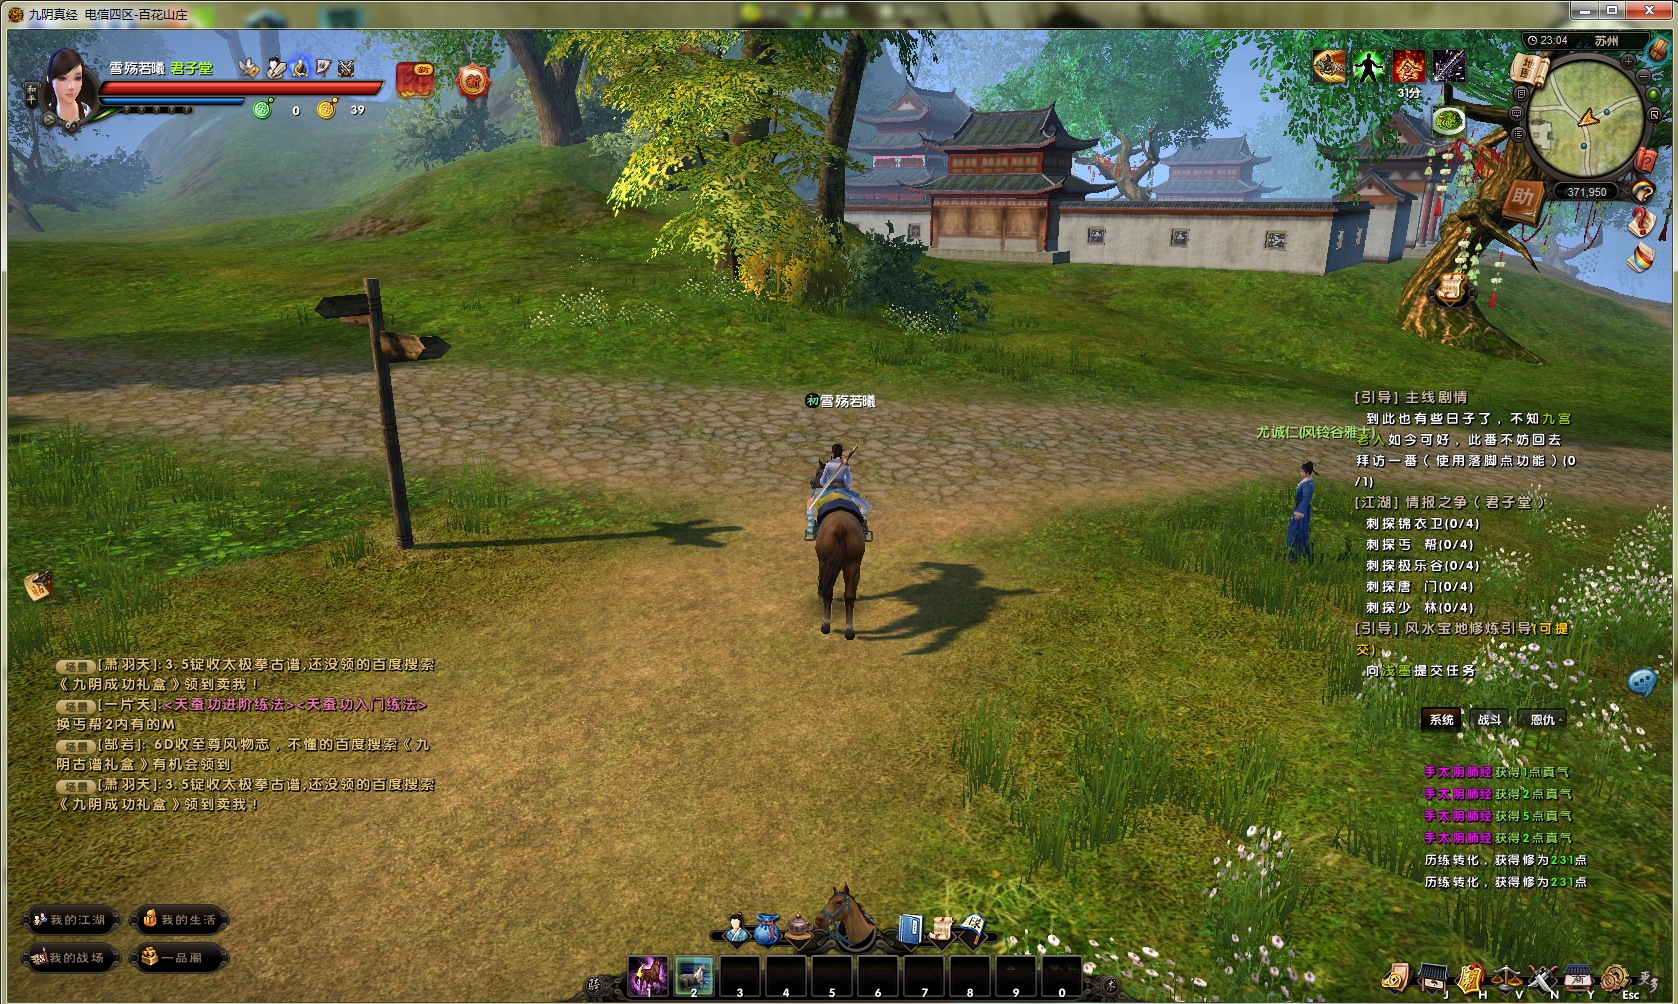 九阴真经 电信四区-百花山庄
雪殇若曦 君子堂
和平
0
39
新
31分
23:04 苏州
地图
371,950
助
初 雪殇若曦
尤诚仁(风铃谷雅士)
[引导] 主线剧情
到此也有些日子了，不知九宫
老人如今可好，此番不妨回去
拜访一番（使用落脚点功能）(0
/1)
[江湖] 情报之争（君子堂）
刺探锦衣卫(0/4)
刺探丐 帮(0/4)
刺探极乐谷(0/4)
刺探唐 门(0/4)
刺探少 林(0/4)
[引导] 风水宝地修炼引导(可提
交)
向浅墨提交任务
场景 [萧羽天]: 3.5锭收太极拳古谱,还没领的百度搜索
《九阴成功礼盒》领到卖我！
场景 [一片天]: <天蚕功进阶练法><天蚕功入门练法>
换丐帮2内有的M
场景 [郜岩]: 6D收至尊风物志，不懂的百度搜索《九
阴古谱礼盒》有机会领到
场景 [萧羽天]: 3.5锭收太极拳古谱,还没领的百度搜索
《九阴成功礼盒》领到卖我！
系统 战斗 恩仇
手太阴肺经获得1点真气
手太阴肺经获得2点真气
手太阴肺经获得5点真气
手太阴肺经获得2点真气
历练转化，获得修为231点
历练转化，获得修为231点
我的江湖 我的生活
我的战场 一品阁
骑
1 2 3 4 5 6 7 8 9 0
J H V N Y Esc
更多